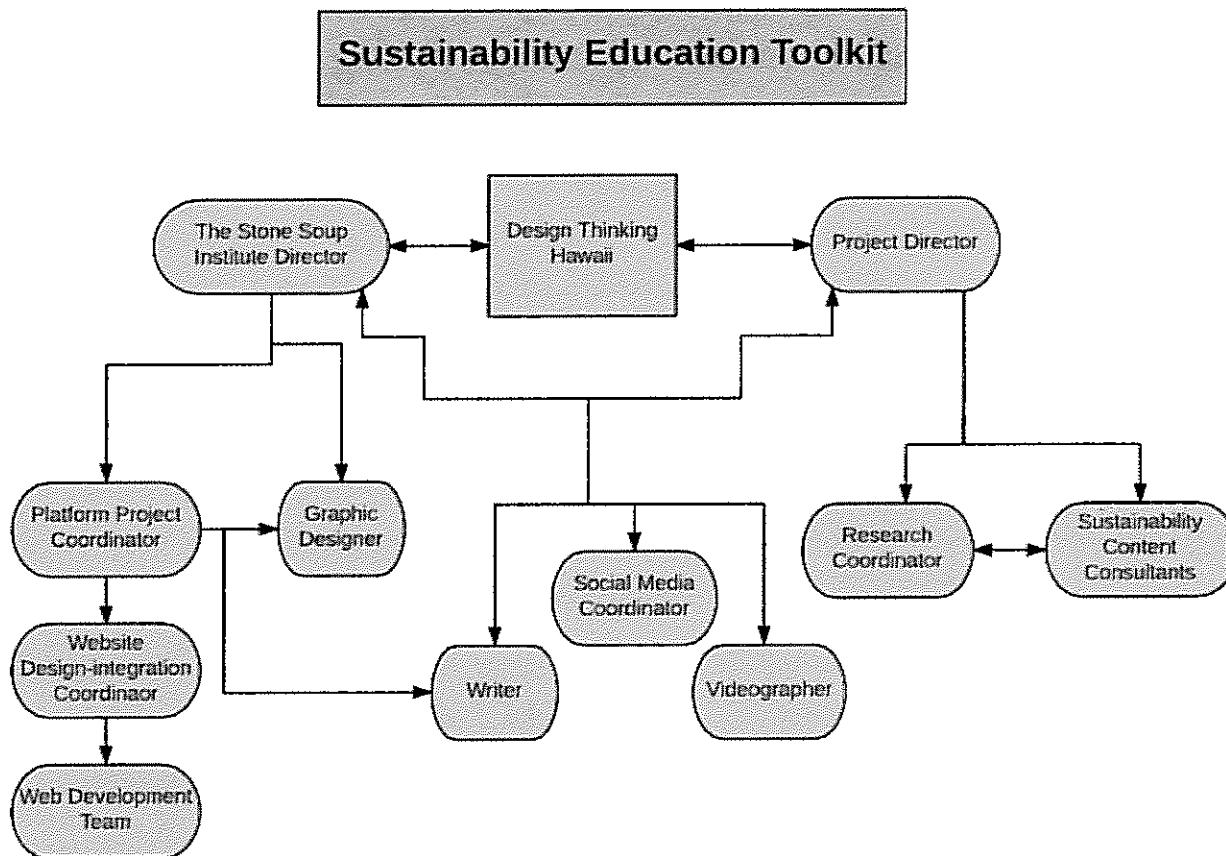 Sustainability Education Toolkit
The Stone Soup
Institute Director
Design Thinking
Hawaii
Project Director
Platform Project
Coordinator
Graphic
Designer
Research
Coordinator
Sustainability
Content
Consultants
Social Media
Coordinator
Website
Design-integration
Coordinaor
Writer
Videographer
Web Development
Team